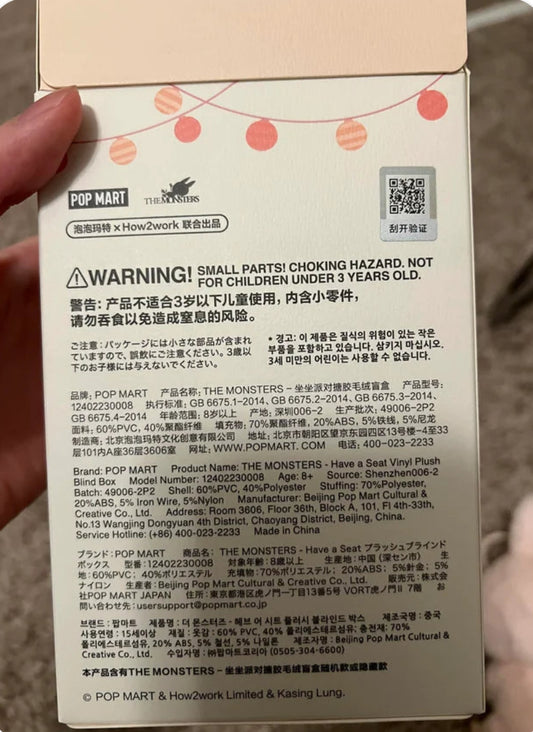 POP MART
THE MONSTERS
泡泡玛特 × How2work 联合出品
刮开验证
WARNING! SMALL PARTS! CHOKING HAZARD. NOT
FOR CHILDREN UNDER 3 YEARS OLD.
警告: 产品不适合3岁以下儿童使用，内含小零件，
请勿吞食以免造成窒息的风险。
ご注意：パッケージには小さな部品が含まれ
ていますので、誤飲にご注意ください。3歳以
下のお子様には与えないでください。
• 경고: 이 제품은 질식의 위험이 있는 작은
부품을 포함하고 있습니다. 삼키지 마십시오.
3세 미만의 어린이는 사용할 수 없습니다.
品牌: POP MART 产品名称: THE MONSTERS - 坐坐派对搪胶毛绒盲盒 产品型号:
12402230008 执行标准: GB 6675.1–2014、GB 6675.2–2014、GB 6675.3–2014、
GB 6675.4–2014 年龄范围: 8岁以上 产地: 深圳006–2 生产批次: 49006-2P2
面料: 60%PVC, 40%聚酯纤维 填充物: 70%聚酯纤维, 20%ABS, 5%铁线, 5%尼龙
制造商: 北京泡泡玛特文化创意有限公司 地址: 北京市朝阳区望京东园四区13号楼-4至33
层101内A座36层3606室 网址: WWW.POPMART.COM 电话: 400–023–2233
Brand: POP MART Product Name: THE MONSTERS - Have a Seat Vinyl Plush
Blind Box Model Number: 12402230008 Age: 8+ Source: Shenzhen006-2
Batch: 49006-2P2 Shell: 60%PVC, 40%Polyester Stuffing: 70%Polyester,
20%ABS, 5% Iron Wire, 5%Nylon Manufacturer: Beijing Pop Mart Cultural &
Creative Co., Ltd. Address: Room 3606, Floor 36th, Block A, 101, Fl 4th-33th,
No.13 Wangjing Dongyuan 4th District, Chaoyang District, Beijing, China.
Service Hotline: (+86) 400-023-2233 Made in China
ブランド: POP MART 商品名: THE MONSTERS - Have a Seat プラッシュブラインド
ボックス 型番: 12402230008 対象年齢: 8歳以上 生産地: 中国（深セン市） 生
地: 60%PVC; 40%ポリエステル 充填物: 70%ポリエステル; 20%ABS; 5%針金; 5%
ナイロン 生産者: Beijing Pop Mart Cultural & Creative Co., Ltd. 販売元: 株式会
社POP MART JAPAN 住所: 東京都港区虎ノ門一丁目13番5号 VORT虎ノ門II 7階 お
問い合わせ先: usersupport@popmart.co.jp
브랜드 : 팝마트 제품명 : 더 몬스터즈 - 헤브 어 시트 플러시 블라인드 박스 제조국명 : 중국
사용연령 : 15세이상 재질 : 겉감 : 60% PVC, 40% 폴리에스테르섬유, 충전재 : 70%
폴리에스테르섬유, 20% ABS, 5% 철선, 5% 나일론 제조자명 : Beijing Pop Mart Cultural &
Creative Co., Ltd. 수입자명 : ㈜팝마트코리아 (0505-304-6600)
本产品含有THE MONSTERS - 坐坐派对搪胶毛绒盲盒随机款或隐藏款
© POP MART & How2work Limited & Kasing Lung.